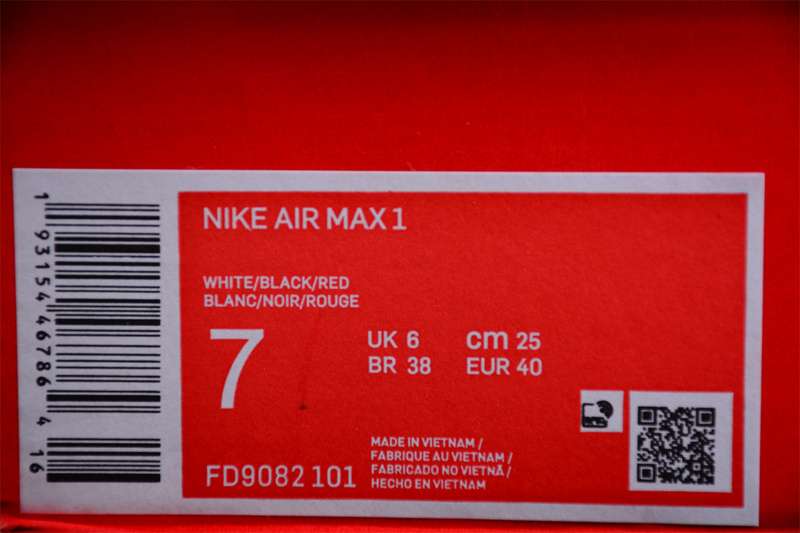 NIKE AIR MAX 1
WHITE/BLACK/RED
BLANC/NOIR/ROUGE
7
UK 6 cm 25
BR 38 EUR 40
FD9082 101
MADE IN VIETNAM /
FABRIQUE AU VIETNAM /
FABRICADO NO VIETNÃ /
HECHO EN VIETNAM
1 93154 46786 4 16